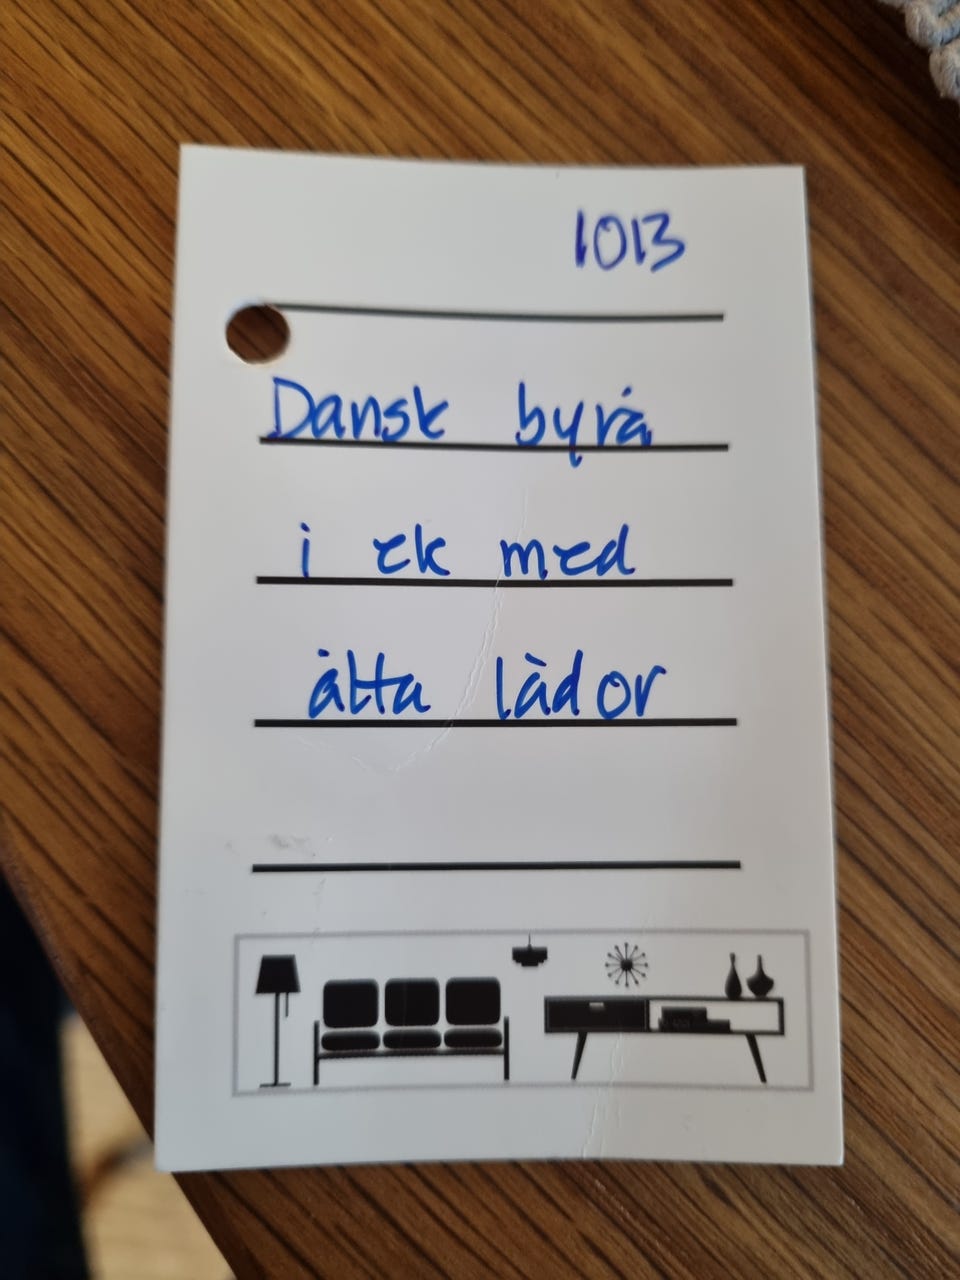 1013
Dansk byrå
i ek med
åtta lådor